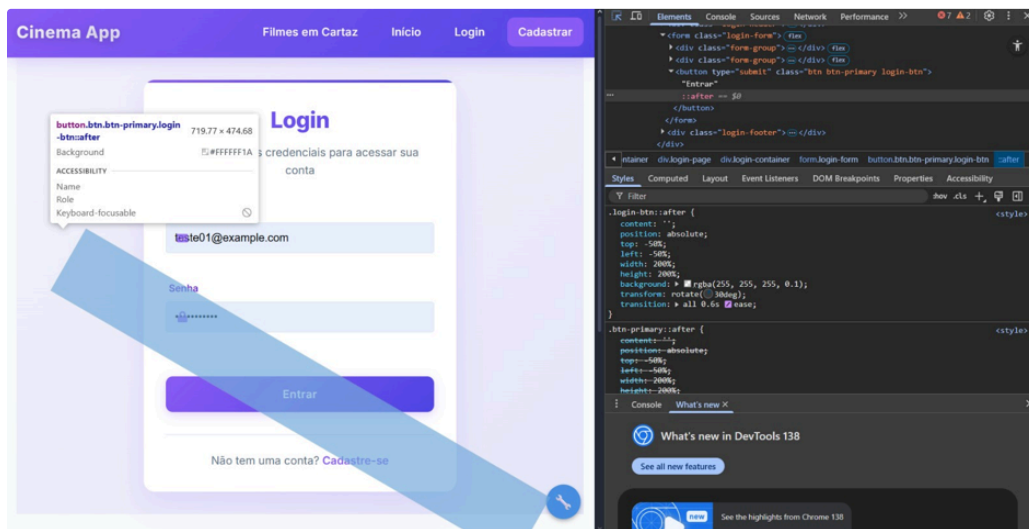 Cinema App
Filmes em Cartaz Início Login Cadastrar
Login
s credenciais para acessar sua
conta
button.btn.btn-primary.login
-btn::after
719.77 × 474.68
Background #FFFFFF1A
ACCESSIBILITY
Name
Role
Keyboard-focusable
ste01@example.com
Senha
Entrar
Não tem uma conta? Cadastre-se
Elements Console Sources Network Performance 7 2
<form class="login-form"> flex
<div class="form-group"> </div> flex
<div class="form-group"> </div> flex
<button type="submit" class="btn btn-primary login-btn">
"Entrar"
::after == $0
</button>
</form>
<div class="login-footer"> </div>
</div>
ntainer div.login-page div.login-container form.login-form button.btn.btn-primary.login-btn ::after
Styles Computed Layout Event Listeners DOM Breakpoints Properties Accessibility
Filter :hov .cls
.login-btn::after { <style>
content: '';
position: absolute;
top: -50%;
left: -50%;
width: 200%;
height: 200%;
background: rgba(255, 255, 255, 0.1);
transform: rotate(30deg);
transition: all 0.6s ease;
}
.btn-primary::after { <style>
content: '';
position: absolute;
top: -50%;
left: -50%;
width: 200%;
height: 200%;
Console What's new
What's new in DevTools 138
See all new features
new See the highlights from Chrome 138